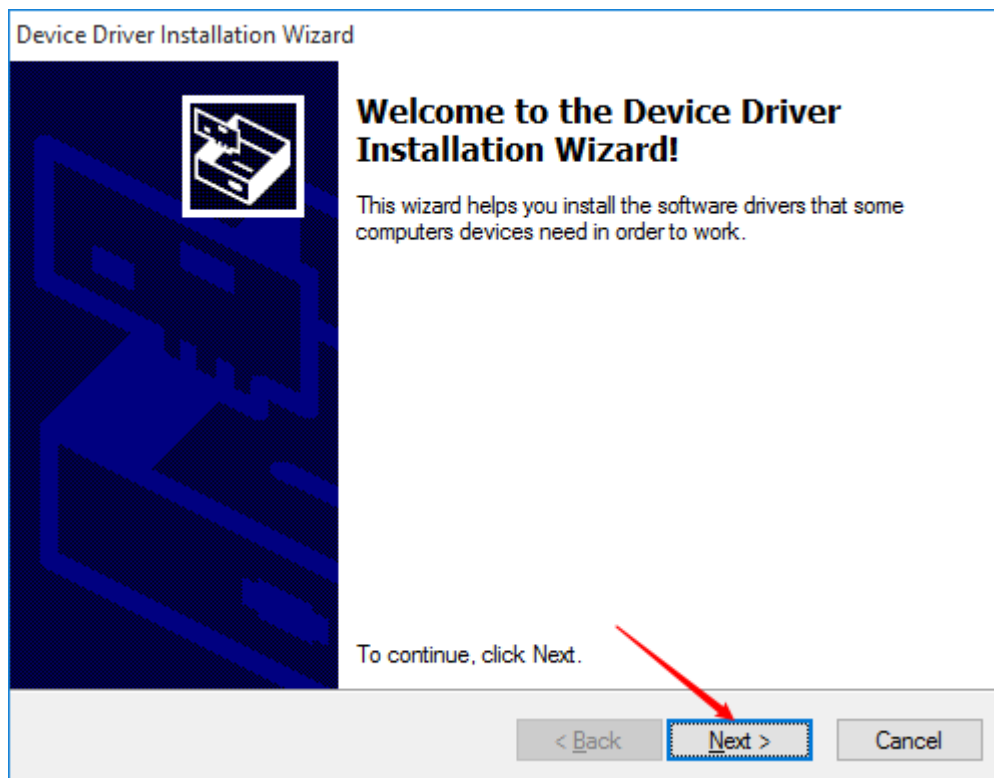 Device Driver Installation Wizard
Welcome to the Device Driver
Installation Wizard!
This wizard helps you install the software drivers that some
computers devices need in order to work.
To continue, click Next.
< Back
Next >
Cancel